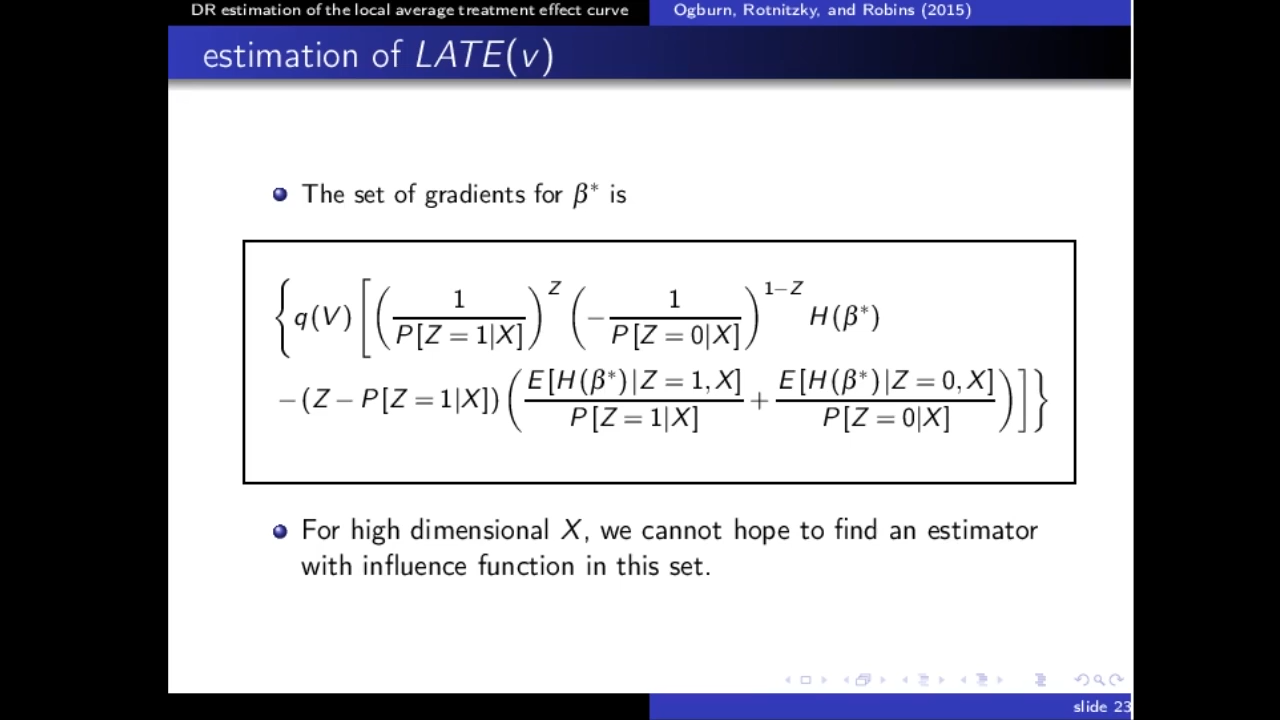 DR estimation of the local average treatment effect curve Ogburn, Rotnitzky, and Robins (2015)
estimation of LATE(v)
The set of gradients for β* is
{ q(V) [ ( 1 / P[Z = 1|X] )^Z ( − 1 / P[Z = 0|X] )^{1−Z} H(β*)
− (Z − P[Z = 1|X]) ( E[H(β*)|Z = 1, X] / P[Z = 1|X] + E[H(β*)|Z = 0, X] / P[Z = 0|X] ) ] }
For high dimensional X, we cannot hope to find an estimator
with influence function in this set.
slide 23